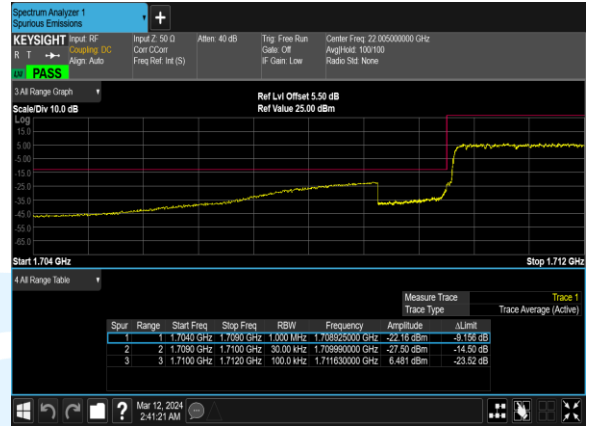 Spectrum Analyzer 1
Spurious Emissions
KEYSIGHT Input: RF Input Z: 50 Ω Atten: 40 dB Trig: Free Run Center Freq: 22.005000000 GHz
R T Coupling: DC Corr CCorr Gate: Off Avg|Hold: 100/100
Align: Auto Freq Ref: Int (S) IF Gain: Low Radio Std: None
PASS
3 All Range Graph
Ref Lvl Offset 5.50 dB
Scale/Div 10.0 dB Ref Value 25.00 dBm
Log
15.0
5.00
-5.00
-15.0
-25.0
-35.0
-45.0
-55.0
-65.0
Start 1.704 GHz Stop 1.712 GHz
4 All Range Table
Measure Trace Trace 1
Trace Type Trace Average (Active)
Spur Range Start Freq Stop Freq RBW Frequency Amplitude ΔLimit
1 1 1.7040 GHz 1.7090 GHz 1.000 MHz 1.708925000 GHz -22.16 dBm -9.156 dB
2 2 1.7090 GHz 1.7100 GHz 30.00 kHz 1.709990000 GHz -27.50 dBm -14.50 dB
3 3 1.7100 GHz 1.7120 GHz 100.0 kHz 1.711630000 GHz 6.481 dBm -23.52 dB
? Mar 12, 2024
2:41:21 AM